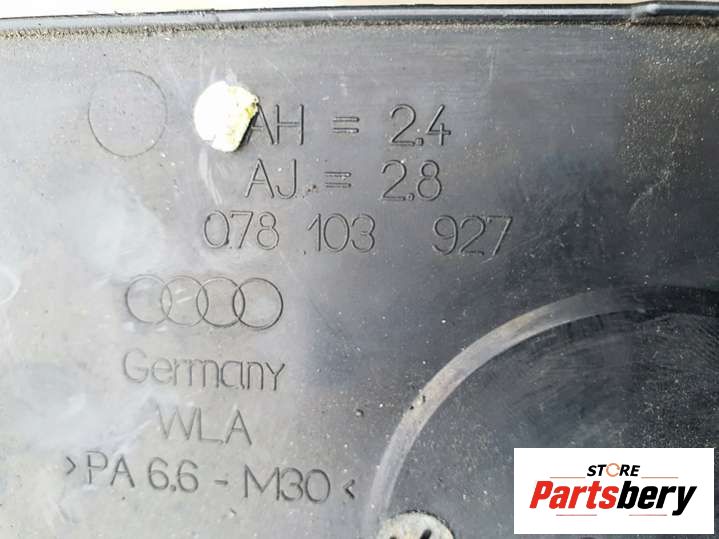 AH = 2.4
AJ = 2.8
078 103 927
Germany
WLA
>PA 6.6 - M30<
STORE
Partsbery